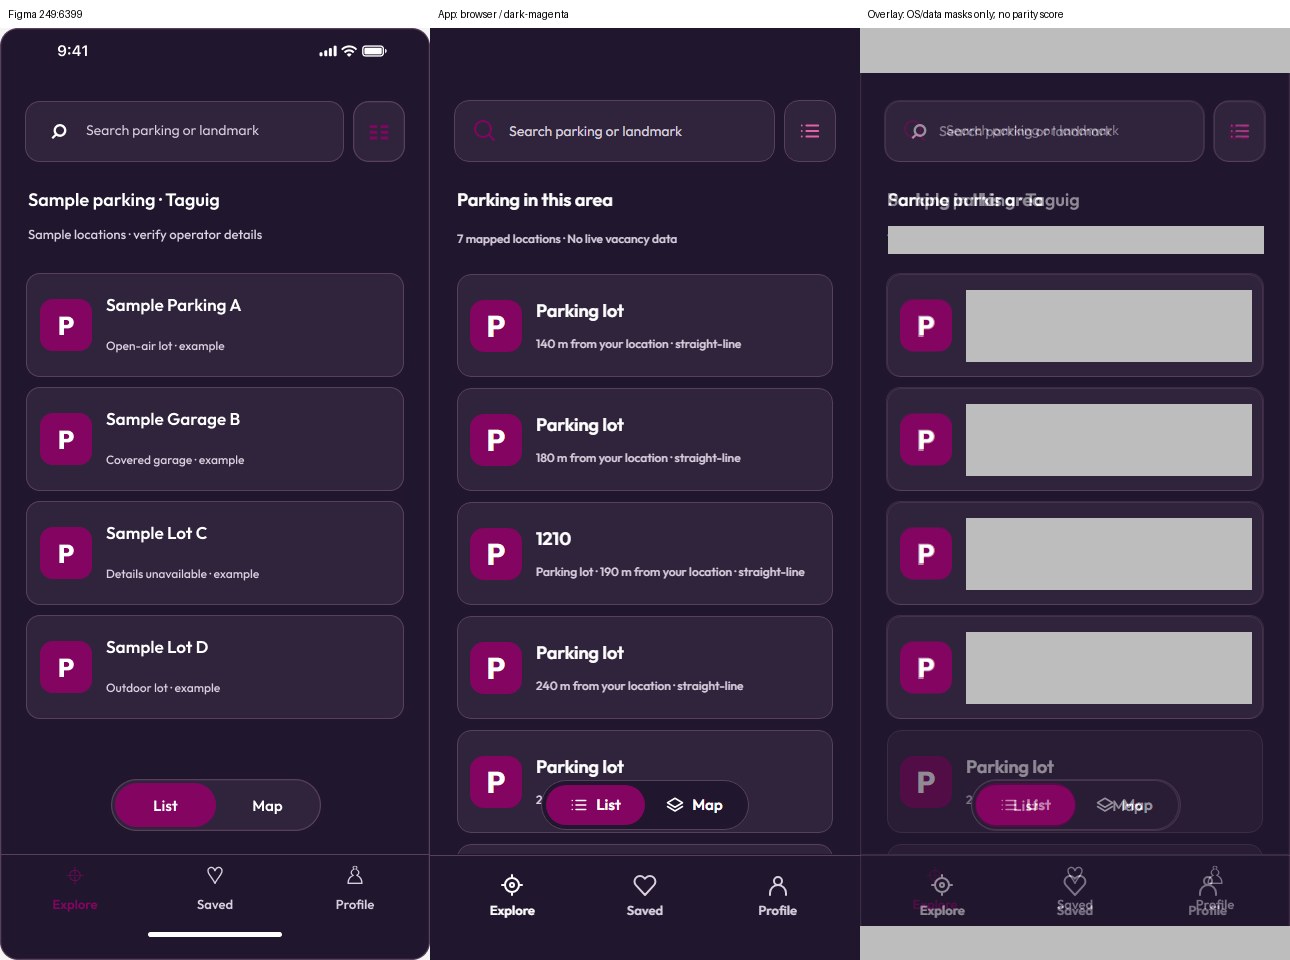 Figma 249:6399
App: browser / dark-magenta
Overlay: OS/data masks only; no parity score
9:41
Search parking or landmark
Sample parking · Taguig
Sample locations · verify operator details
P
Sample Parking A
Open-air lot · example
P
Sample Garage B
Covered garage · example
P
Sample Lot C
Details unavailable · example
P
Sample Lot D
Outdoor lot · example
List
Map
Explore
Saved
Profile
Search parking or landmark
Parking in this area
7 mapped locations · No live vacancy data
P
Parking lot
140 m from your location · straight-line
P
Parking lot
180 m from your location · straight-line
P
1210
Parking lot · 190 m from your location · straight-line
P
Parking lot
240 m from your location · straight-line
P
Parking lot
2
List
Map
Explore
Saved
Profile
P
P
P
P
P
Parking lot
2
List
Map
Explore
Saved
Saved
Profile
Profile